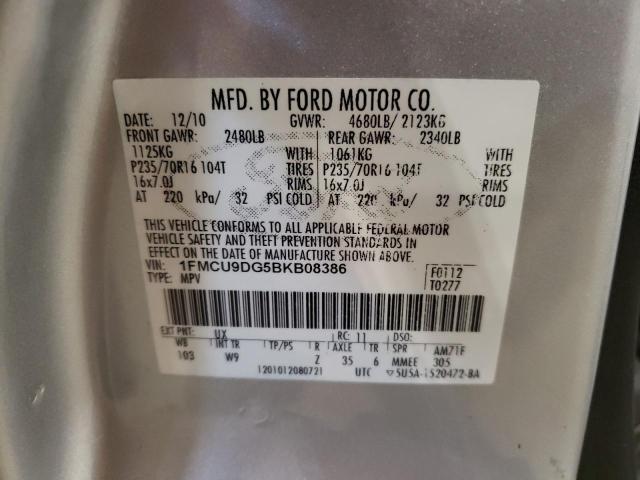 MFD. BY FORD MOTOR CO.
DATE: 12/10 GVWR: 4680LB/ 2123KG
FRONT GAWR: 2480LB REAR GAWR: 2340LB
1125KG WITH 1061KG WITH
P235/70R16 104T TIRES P235/70R16 104T TIRES
16x7.0J RIMS 16x7.0J RIMS
AT 220 kPa/ 32 PSI COLD AT 220 kPa/ 32 PSI COLD
THIS VEHICLE CONFORMS TO ALL APPLICABLE FEDERAL MOTOR
VEHICLE SAFETY AND THEFT PREVENTION STANDARDS IN
EFFECT ON THE DATE OF MANUFACTURE SHOWN ABOVE.
VIN: 1FMCU9DG5BKB08386 F0112
TYPE: MPV T0277
EXT PNT: UX RC: 11 DSO:
WB INT TR TP/PS R AXLE TR SPR AM71F
103 W9 Z 35 6 MMEE 305
1201012080721 UTC ▽5U5A-1520472-BA